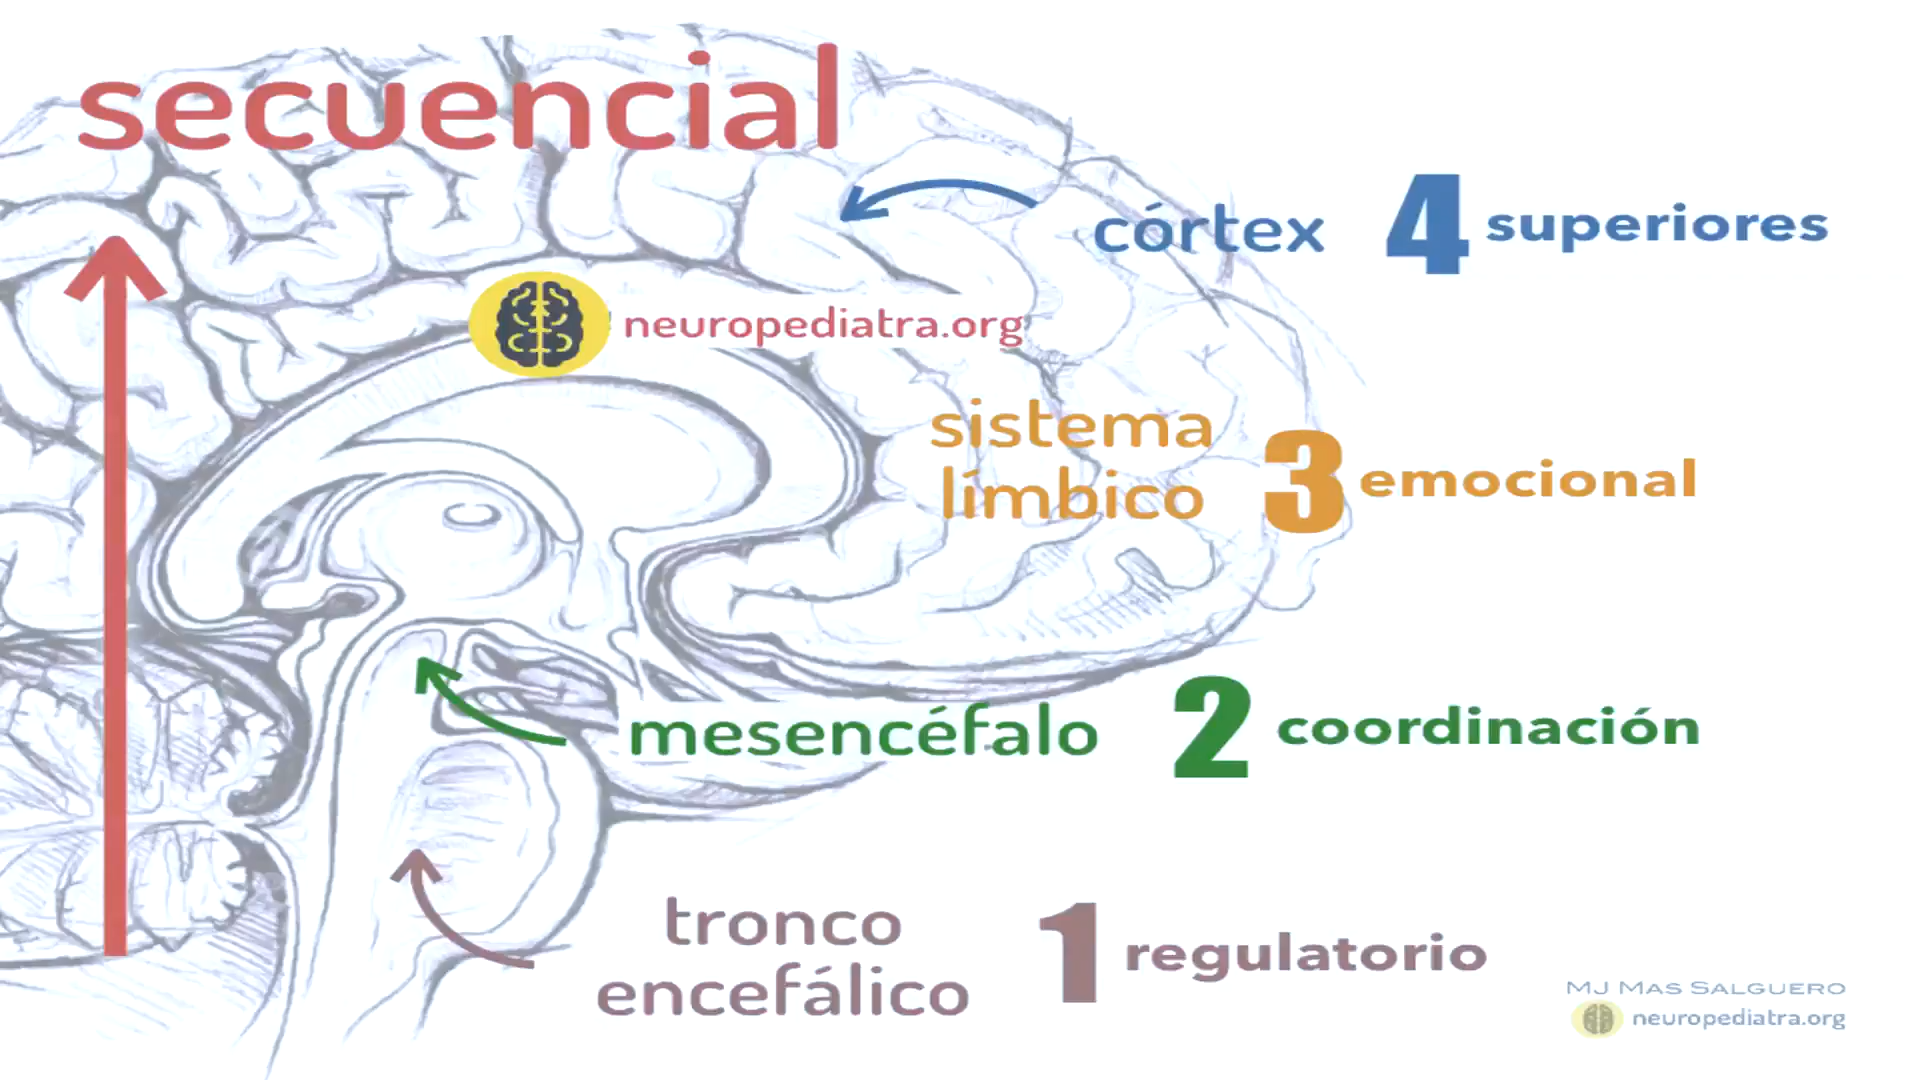 secuencial
córtex 4 superiores
neuropediatra.org
sistema
límbico 3 emocional
mesencéfalo 2 coordinación
tronco
encefálico 1 regulatorio
MJ MAS SALGUERO
neuropediatra.org